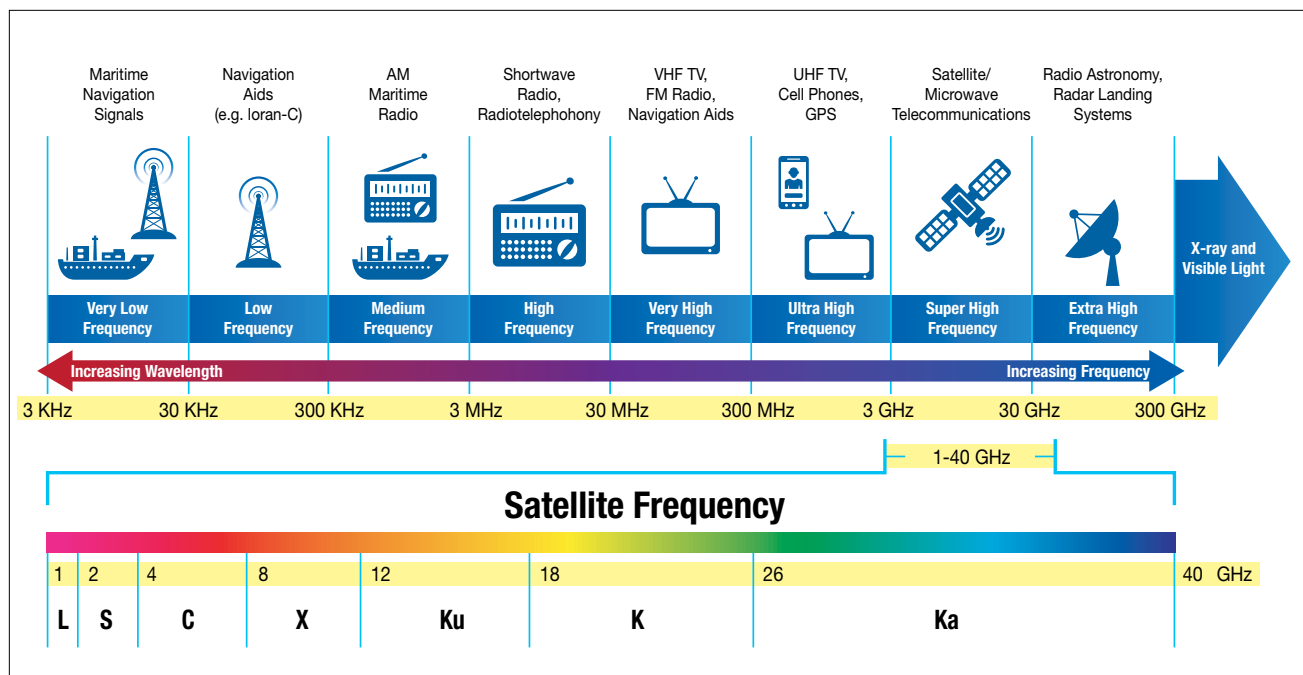 Maritime
Navigation
Signals
Navigation
Aids
(e.g. loran-C)
AM
Maritime
Radio
Shortwave
Radio,
Radiotelephohony
VHF TV,
FM Radio,
Navigation Aids
UHF TV,
Cell Phones,
GPS
Satellite/
Microwave
Telecommunications
Radio Astronomy,
Radar Landing
Systems
X-ray and
Visible Light
Very Low
Frequency
Low
Frequency
Medium
Frequency
High
Frequency
Very High
Frequency
Ultra High
Frequency
Super High
Frequency
Extra High
Frequency
Increasing Wavelength Increasing Frequency
3 KHz 30 KHz 300 KHz 3 MHz 30 MHz 300 MHz 3 GHz 30 GHz 300 GHz
1-40 GHz
Satellite Frequency
1 2 4 8 12 18 26 40 GHz
L S C X Ku K Ka